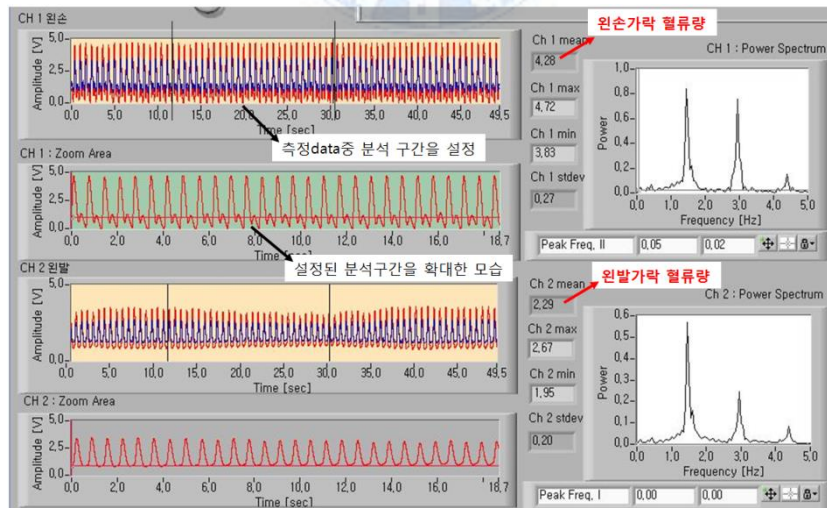 CH 1 왼손
Amplitude [V]
5,0-
2,5-
0,0-
0,0 5,0 10,0 15,0 20,0 25,0 30,0 35,0 40,0 45,0 49,5
Time [sec]
측정data중 분석 구간을 설정
CH 1 : Zoom Area
Amplitude [V]
5,0-
2,5-
0,0-
0,0 2,0 4,0 6,0 8,0 10,0 12,0 14,0 16,0 18,7
Time [sec]
설정된 분석구간을 확대한 모습
CH 2 왼발
Amplitude [V]
5,0-
0,0-
0,0 5,0 10,0 15,0 20,0 25,0 30,0 35,0 40,0 45,0 49,5
Time [sec]
CH 2 : Zoom Area
Amplitude [V]
5,0-
2,5-
0,0-
0,0 2,0 4,0 6,0 8,0 10,0 12,0 14,0 16,0 18,7
Time [sec]
왼손가락 혈류량
Ch 1 mean
4,28
Ch 1 max
4,72
Ch 1 min
3,83
Ch 1 stdev
0,27
CH 1 : Power Spectrum
Power
1,0-
0,8-
0,6-
0,4-
0,2-
0,0-
0,0 1,0 2,0 3,0 4,0 5,0
Frequency [Hz]
Peak Freq, II 0,05 0,02
왼발가락 혈류량
Ch 2 mean
2,29
Ch 2 max
2,67
Ch 2 min
1,95
Ch 2 stdev
0,20
Ch 2 : Power Spectrum
Power
0,6-
0,5-
0,4-
0,3-
0,2-
0,1-
0,0-
0,0 1,0 2,0 3,0 4,0 5,0
Frequency [Hz]
Peak Freq, I 0,00 0,00